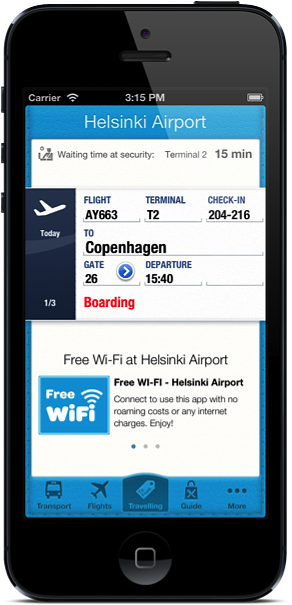 Carrier 3:15 PM
Helsinki Airport
Waiting time at security: Terminal 2 15 min
FLIGHT TERMINAL CHECK-IN
AY663 T2 204-216
Today
TO
Copenhagen
GATE DEPARTURE
26 15:40
1/3 Boarding
Free Wi-Fi at Helsinki Airport
Free WiFi
Free WI-FI - Helsinki Airport
Connect to use this app with no
roaming costs or any internet
charges. Enjoy!
Transport Flights Travelling Guide More